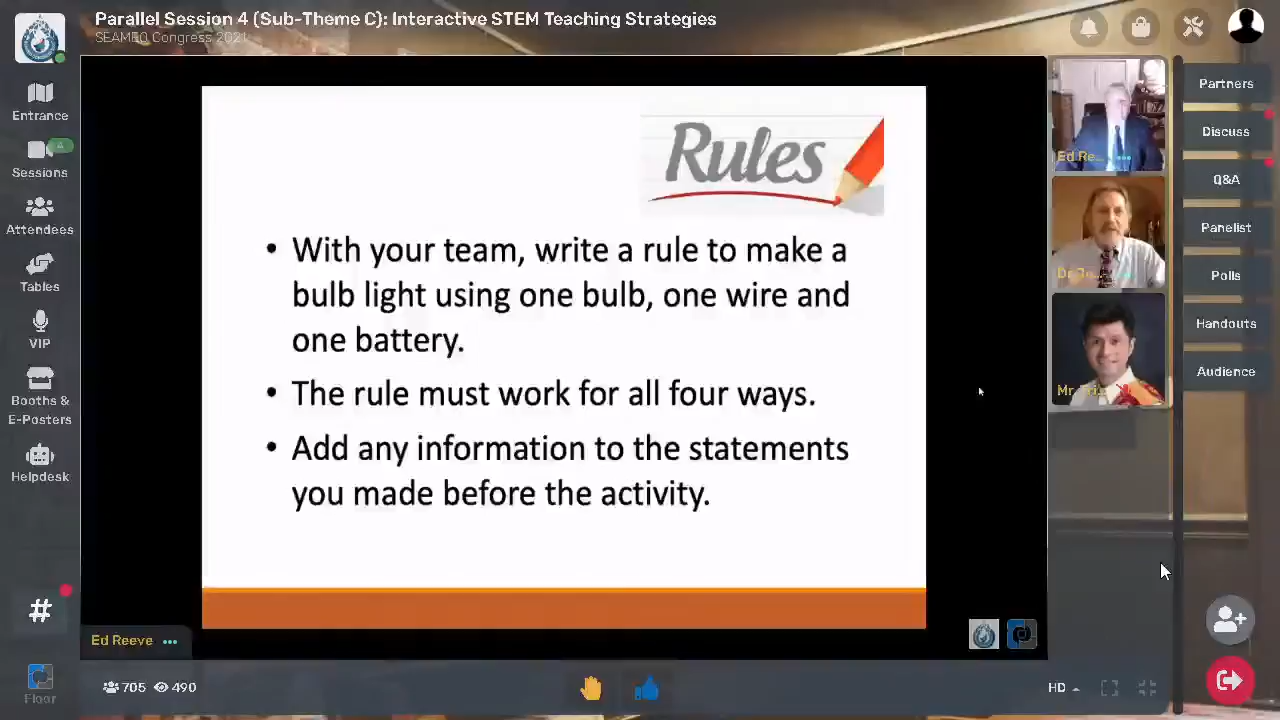 Parallel Session 4 (Sub-Theme C): Interactive STEM Teaching Strategies
SEAMEO Congress 2021
Entrance
4
Sessions
Attendees
Tables
VIP
Booths &
E-Posters
Helpdesk
#
Floor
Rules
• With your team, write a rule to make a
bulb light using one bulb, one wire and
one battery.
• The rule must work for all four ways.
• Add any information to the statements
you made before the activity.
Ed Reeve
705
490
HD
Ed Re...
Partners
Discuss
Q&A
Panelist
Polls
Handouts
Audience